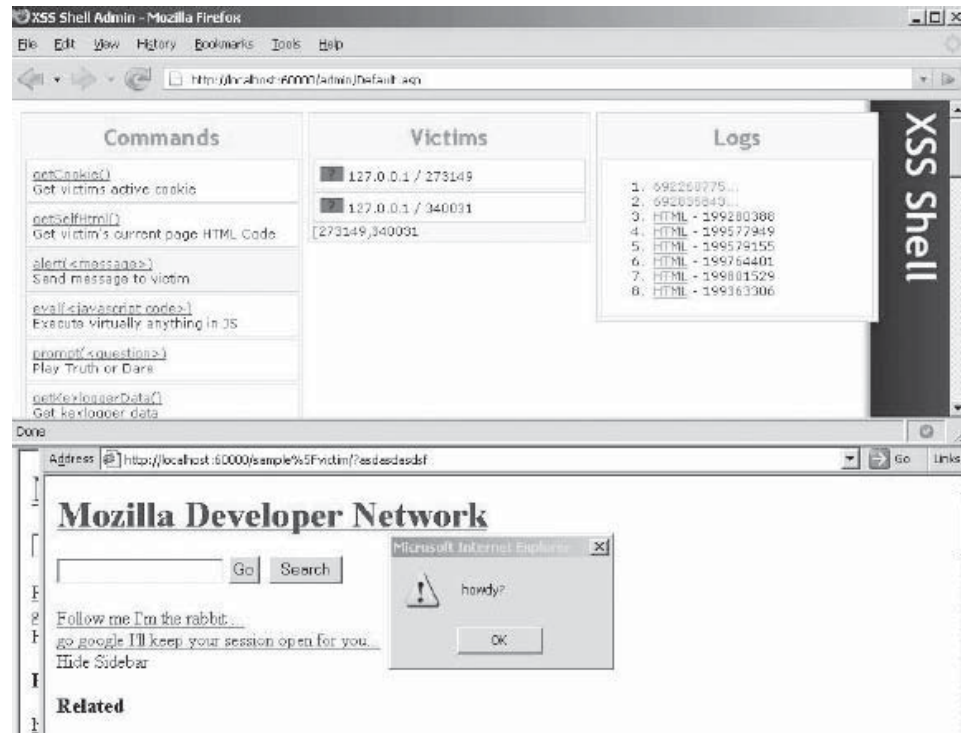 XSS Shell Admin - Mozilla Firefox
File Edit View History Bookmarks Tools Help
http://localhost:60000/admin/Default.asp
Commands
getCookie()
Get victims active cookie
getSelfHtml()
Get victim's current page HTML Code
alert(<message>)
Send message to victim
eval(<javascript code>)
Execute virtually anything in JS
prompt(<question>)
Play Truth or Dare
getKeyloggerData()
Get keylogger data
Victims
? 127.0.0.1 / 273149
? 127.0.0.1 / 340031
[273149,340031
Logs
1. 692268775...
2. 692835843...
3. HTML - 199280388
4. HTML - 199577949
5. HTML - 199579155
6. HTML - 199764401
7. HTML - 199881529
8. HTML - 199363306
XSS Shell
Done
Address http://localhost:60000/sample%5Fvictim/?asdasdasdsf Go Links
Mozilla Developer Network
Go Search
Follow me I'm the rabbit ...
go google I'll keep your session open for you...
Hide Sidebar
Related
Microsoft Internet Explorer
howdy?
OK